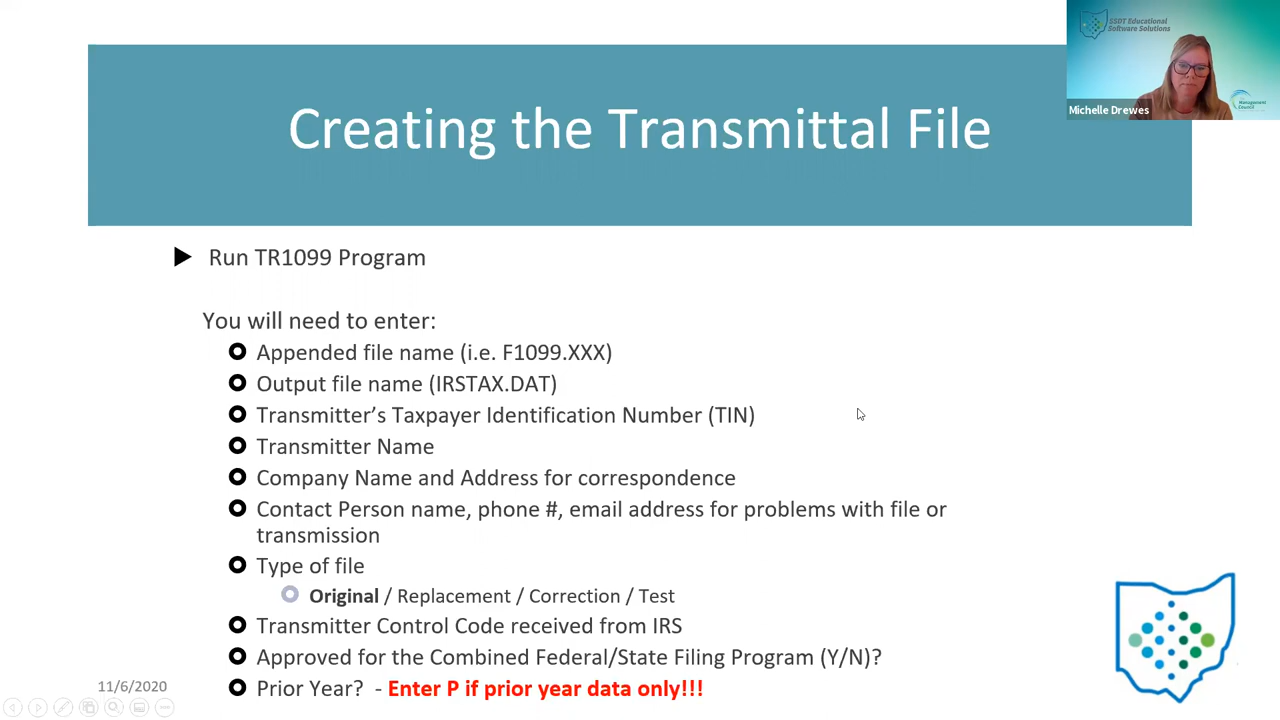 SSDT Educational
Software Solutions
Management
Council
Michelle Drewes
Creating the Transmittal File
Run TR1099 Program
You will need to enter:
Appended file name (i.e. F1099.XXX)
Output file name (IRSTAX.DAT)
Transmitter's Taxpayer Identification Number (TIN)
Transmitter Name
Company Name and Address for correspondence
Contact Person name, phone #, email address for problems with file or
transmission
Type of file
Original / Replacement / Correction / Test
Transmitter Control Code received from IRS
Approved for the Combined Federal/State Filing Program (Y/N)?
Prior Year? - Enter P if prior year data only!!!
11/6/2020